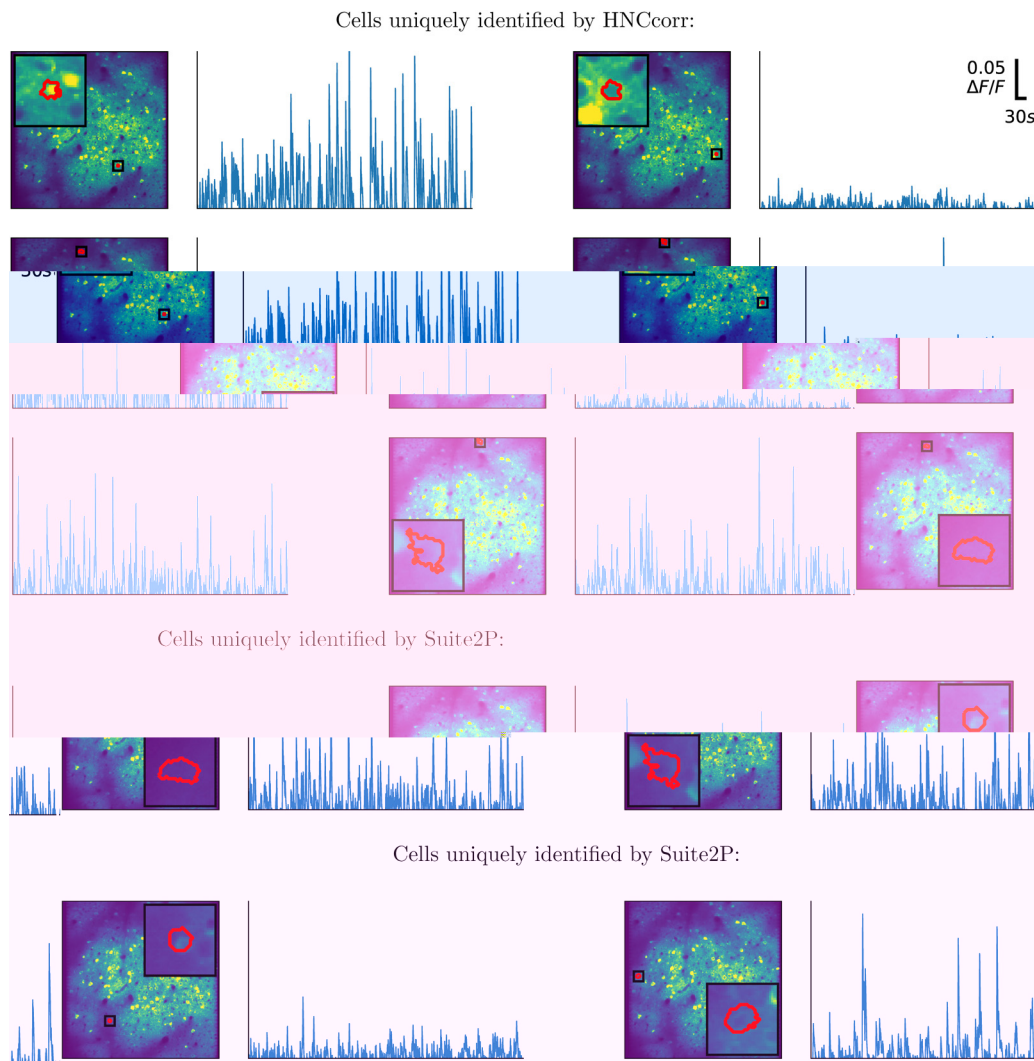 Cells uniquely identified by HNCcorr:
0.05
ΔF/F
30s
30s
Cells uniquely identified by Suite2P:
Cells uniquely identified by Suite2P: